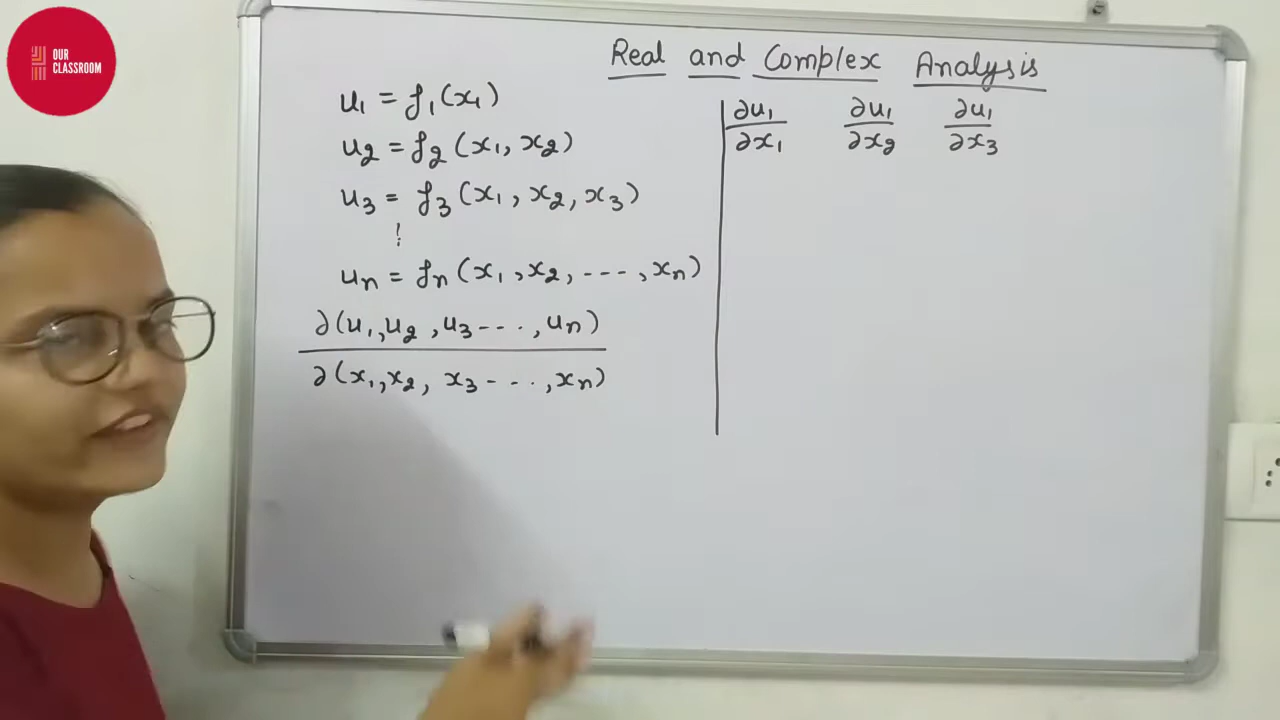 OUR
CLASSROOM
Real and Complex Analysis
u₁ = f₁(x₁)
u₂ = f₂(x₁, x₂)
u₃ = f₃(x₁, x₂, x₃)
⋮
uₙ = fₙ(x₁, x₂, ----, xₙ)
∂(u₁, u₂, u₃ - - - ·, uₙ)
∂(x₁, x₂, x₃ - - - ·, xₙ)
∂u₁ ∂u₁ ∂u₁
∂x₁ ∂x₂ ∂x₃